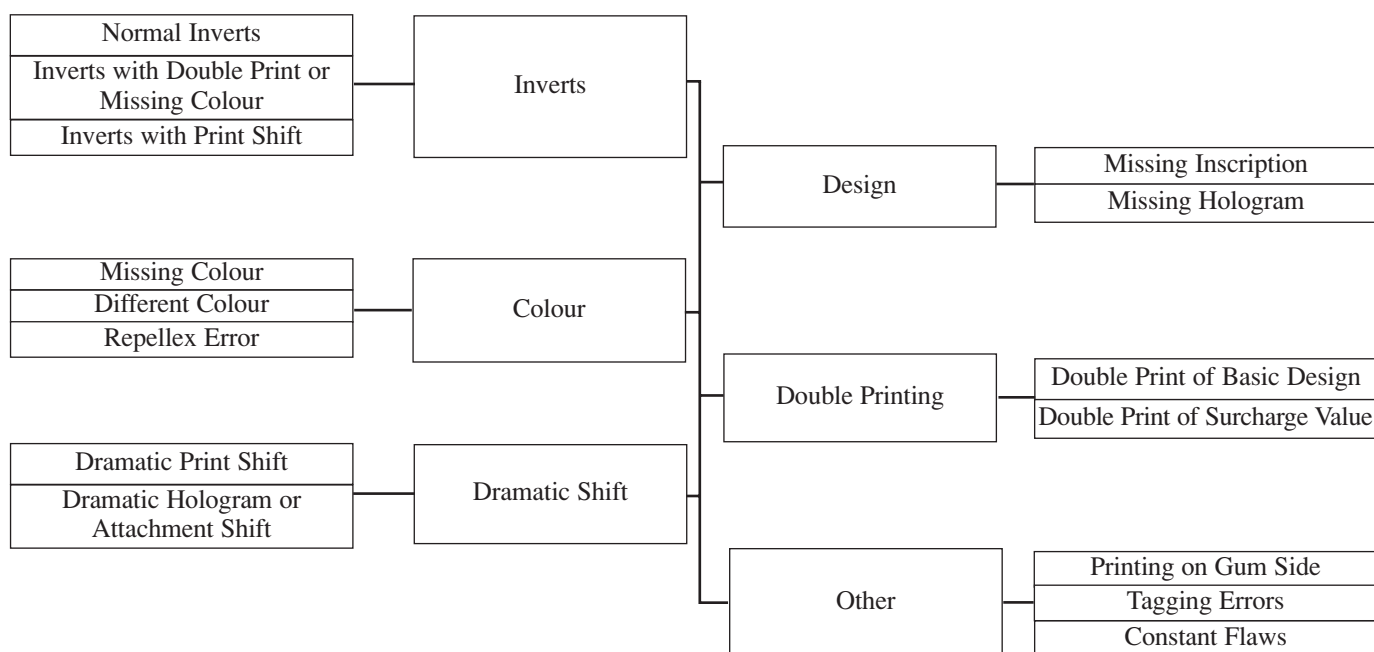 Normal Inverts
Inverts with Double Print or
Missing Colour
Inverts with Print Shift
Inverts
Design
Missing Inscription
Missing Hologram
Missing Colour
Different Colour
Repellex Error
Colour
Double Printing
Double Print of Basic Design
Double Print of Surcharge Value
Dramatic Print Shift
Dramatic Hologram or
Attachment Shift
Dramatic Shift
Other
Printing on Gum Side
Tagging Errors
Constant Flaws